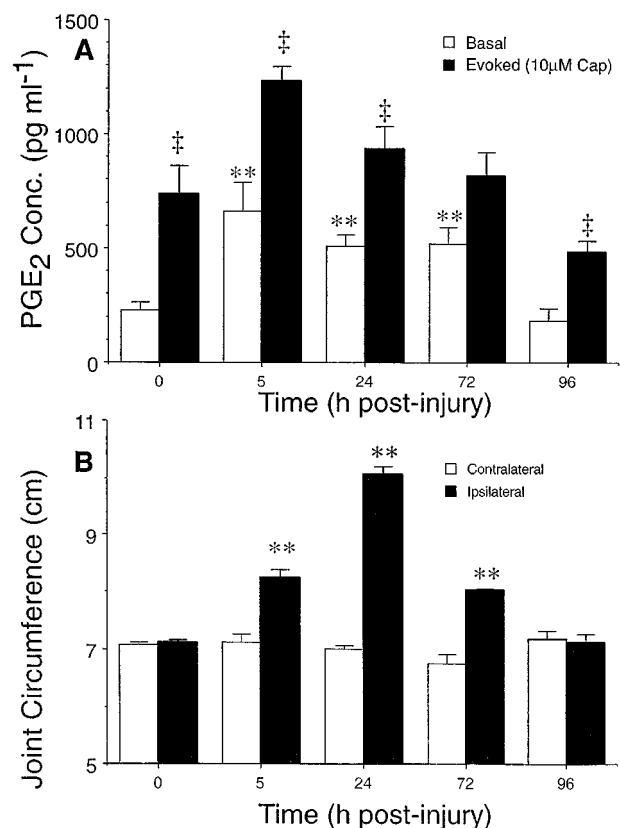 1500
A
‡
Basal
Evoked (10µM Cap)
PGE2 Conc. (pg ml-1)
1000
‡
‡
**
**
**
‡
500
0
0 5 24 72 96
Time (h post-injury)
11
B
**
Contralateral
Ipsilateral
Joint Circumference (cm)
9
**
**
7
5
0 5 24 72 96
Time (h post-injury)